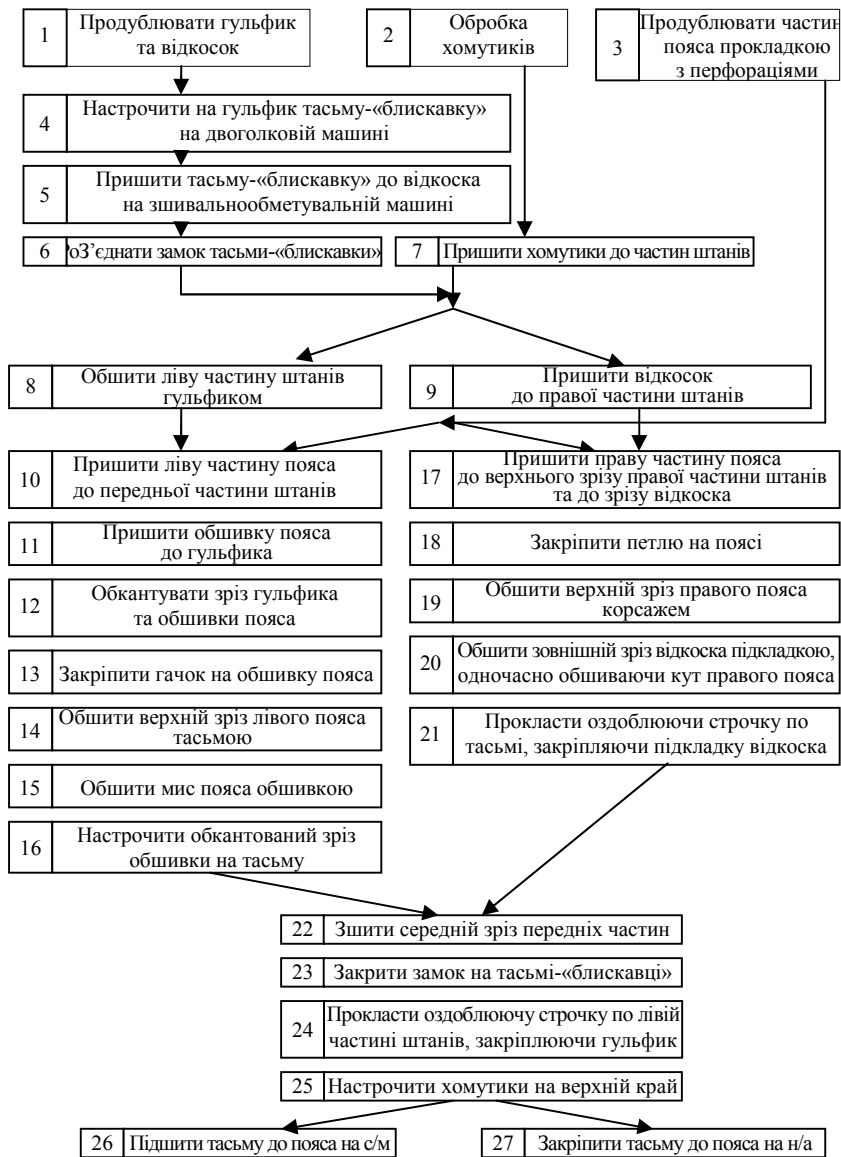 1 Продублювати гульфик
та відкосок
2 Обробка
хомутиків
3 Продублювати частин
пояса прокладкою
з перфораціями
4 Настрочити на гульфик тасьму-«блискавку»
на двоголковій машині
5 Пришити тасьму-«блискавку» до відкоска
на зшивальнообметувальній машині
6 РоЗ’єднати замок тасьми-«блискавки»
7 Пришити хомутики до частин штанів
8 Обшити ліву частину штанів
гульфиком
9 Пришити відкосок
до правої частини штанів
10 Пришити ліву частину пояса
до передньої частини штанів
17 Пришити праву частину пояса
до верхнього зрізу правої частини штанів
та до зрізу відкоска
11 Пришити обшивку пояса
до гульфика
18 Закріпити петлю на поясі
12 Обкантувати зріз гульфика
та обшивки пояса
19 Обшити верхній зріз правого пояса
корсажем
13 Закріпити гачок на обшивку пояса
20 Обшити зовнішній зріз відкоска підкладкою,
одночасно обшиваючи кут правого пояса
14 Обшити верхній зріз лівого пояса
тасьмою
21 Прокласти оздоблюючи строчку по
тасьмі, закріпляючи підкладку відкоска
15 Обшити мис пояса обшивкою
16 Настрочити обкантований зріз
обшивки на тасьму
22 Зшити середній зріз передніх частин
23 Закрити замок на тасьмі-«блискавці»
24 Прокласти оздоблюючу строчку по лівій
частині штанів, закріплюючи гульфик
25 Настрочити хомутики на верхній край
26 Підшити тасьму до пояса на с/м
27 Закріпити тасьму до пояса на н/а